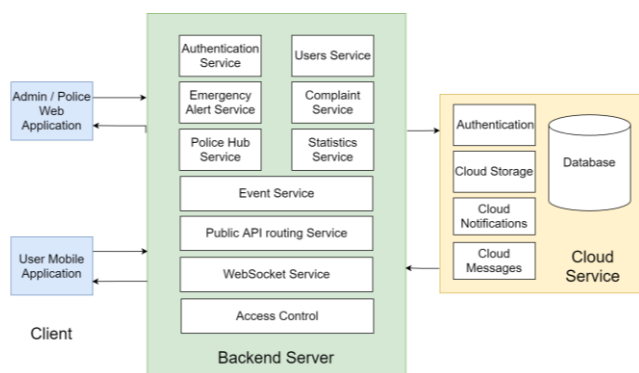 Admin / Police
Web
Application
User Mobile
Application
Client
Authentication
Service
Users Service
Emergency
Alert Service
Complaint
Service
Police Hub
Service
Statistics
Service
Event Service
Public API routing Service
WebSocket Service
Access Control
Backend Server
Authentication
Cloud Storage
Cloud
Notifications
Cloud
Messages
Database
Cloud
Service